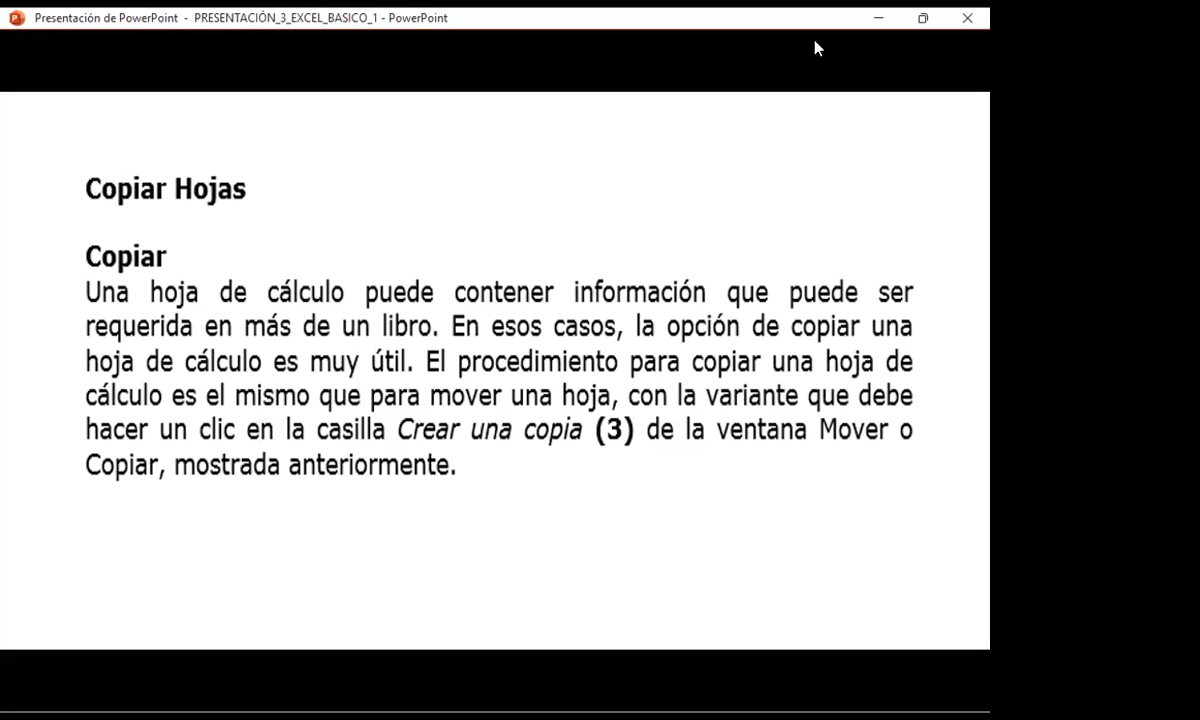 Presentación de PowerPoint - PRESENTACIÓN_3_EXCEL_BASICO_1 - PowerPoint
Copiar Hojas
Copiar
Una hoja de cálculo puede contener información que puede ser
requerida en más de un libro. En esos casos, la opción de copiar una
hoja de cálculo es muy útil. El procedimiento para copiar una hoja de
cálculo es el mismo que para mover una hoja, con la variante que debe
hacer un clic en la casilla Crear una copia (3) de la ventana Mover o
Copiar, mostrada anteriormente.